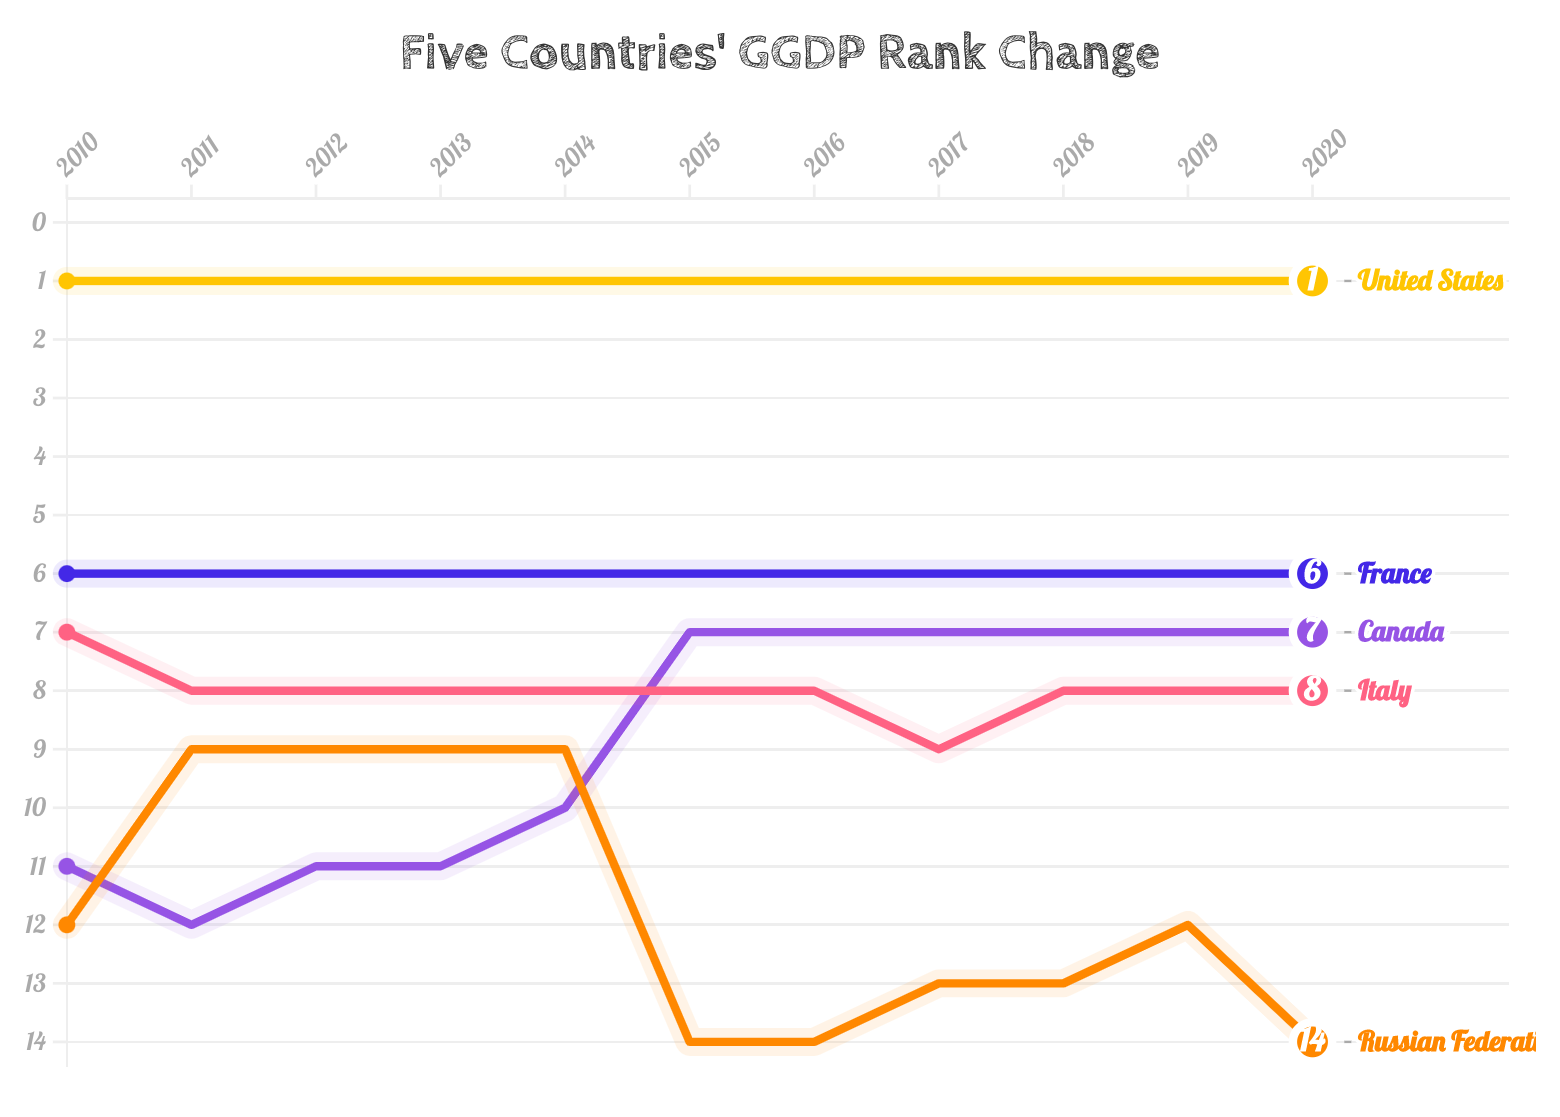 Five Countries' GGDP Rank Change
2010 2011 2012 2013 2014 2015 2016 2017 2018 2019 2020
0
1 1 United States
2
3
4
5
6 6 France
7 7 Canada
8 8 Italy
9
10
11
12
13
14 14 Russian Federati